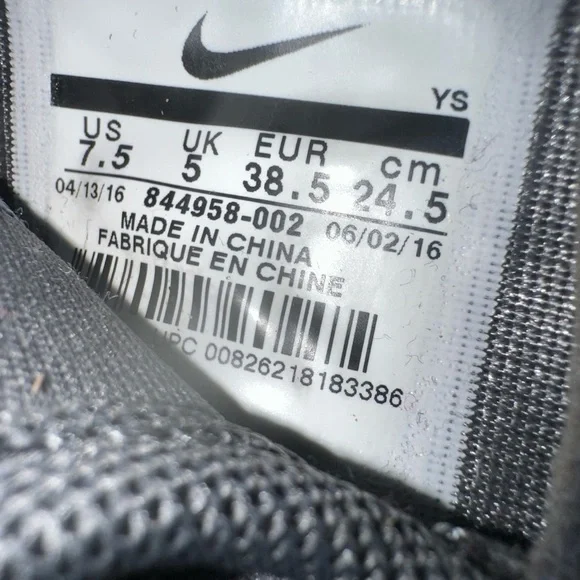 YS
US UK EUR cm
7.5 5 38.5 24.5
04/13/16 844958-002 06/02/16
MADE IN CHINA
FABRIQUE EN CHINE
UPC 00826218183386